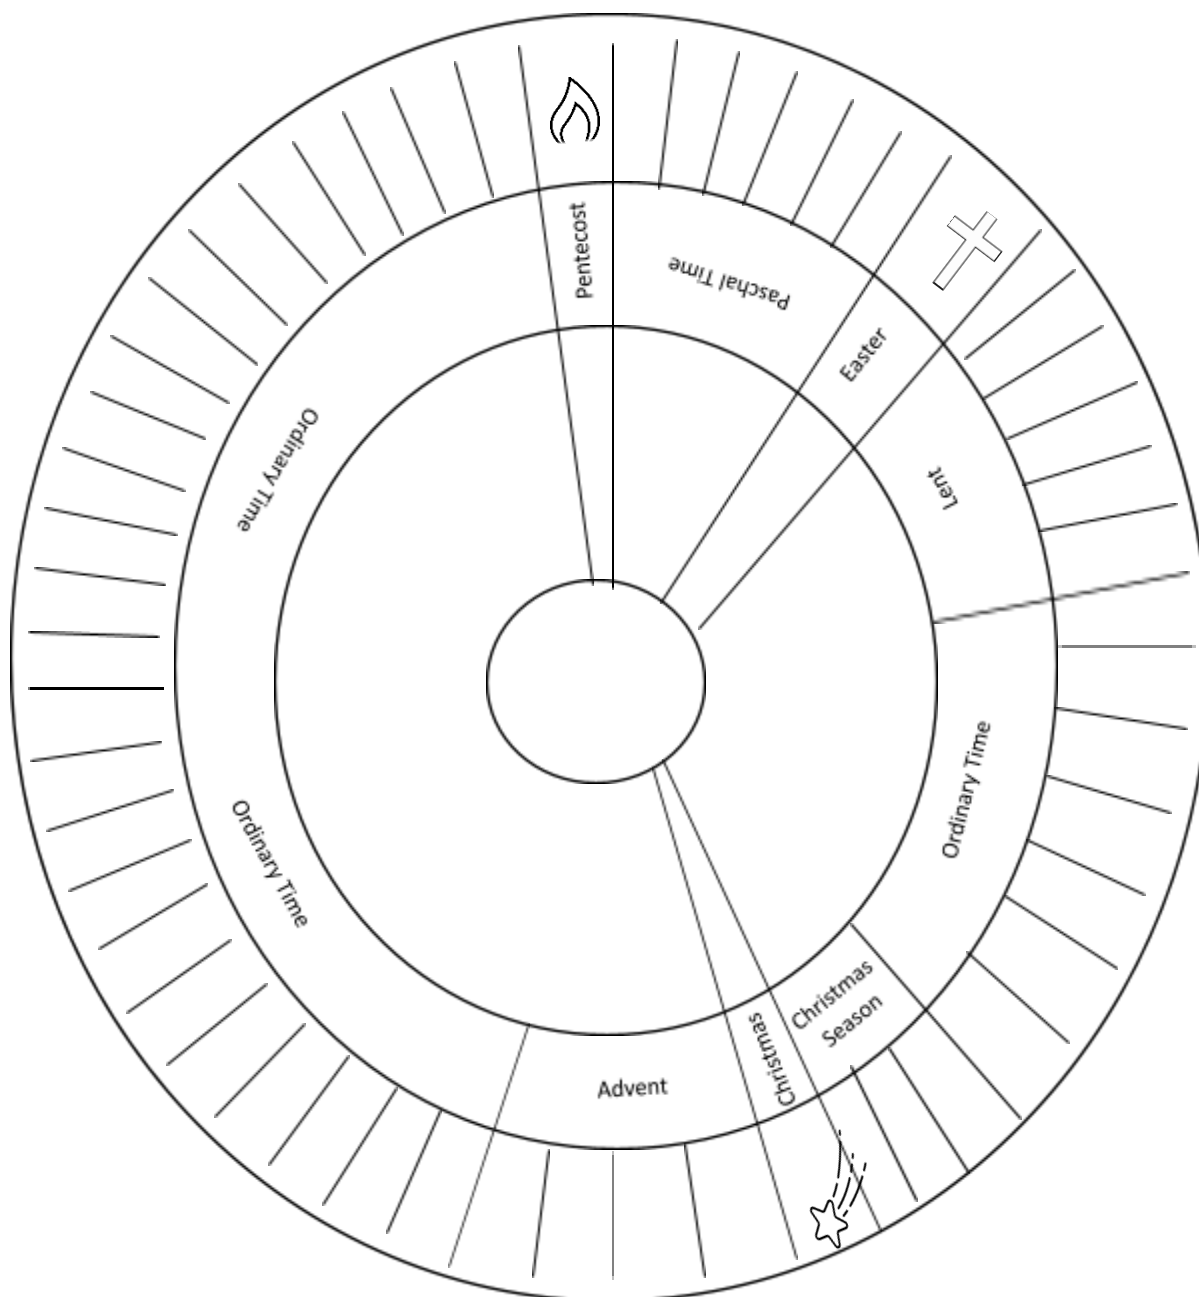 Pentecost
Paschal Time
Easter
Lent
Ordinary Time
Christmas
Season
Christmas
Advent
Ordinary Time
Ordinary Time